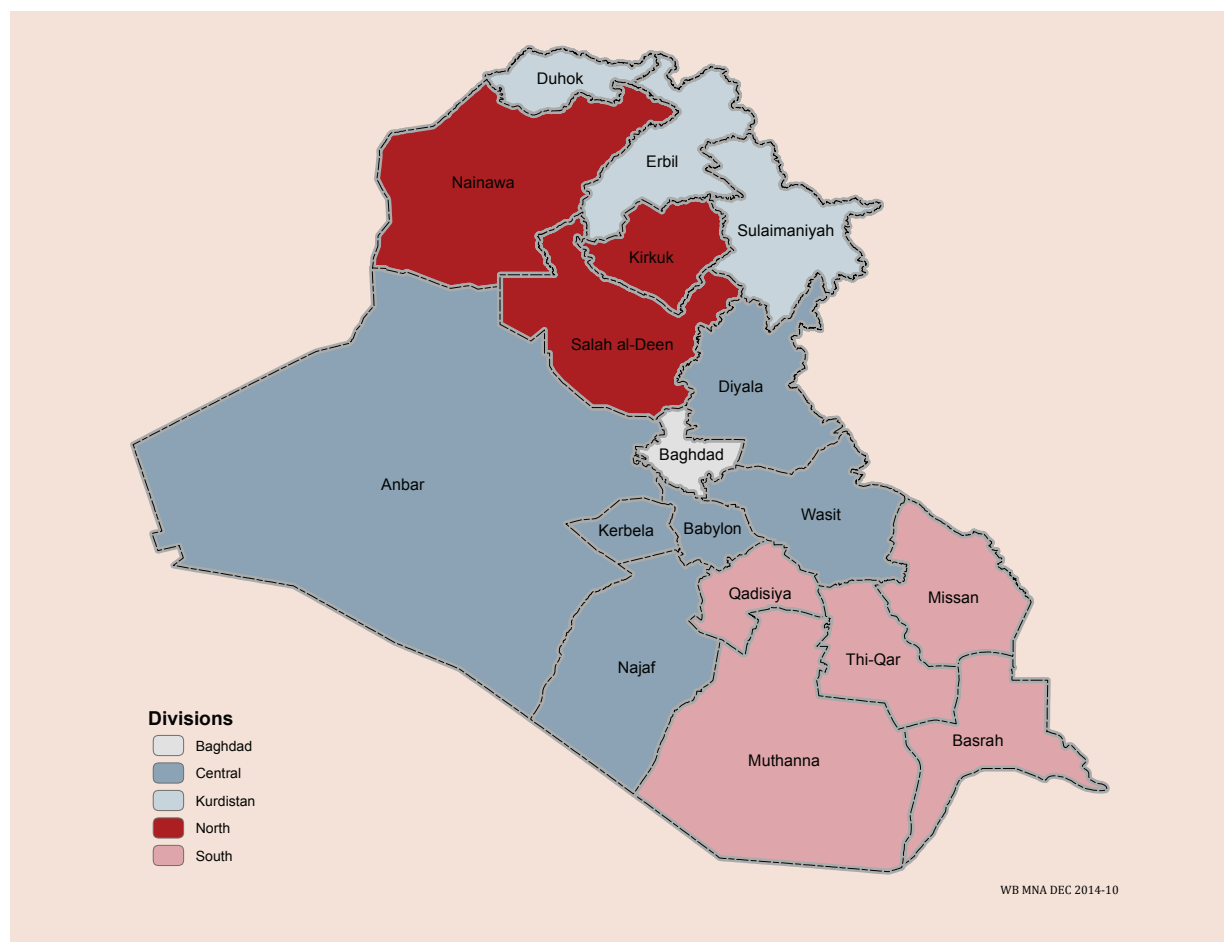 Duhok
Erbil
Nainawa
Sulaimaniyah
Kirkuk
Salah al-Deen
Diyala
Baghdad
Anbar
Wasit
Kerbela
Babylon
Qadisiya
Missan
Thi-Qar
Najaf
Basrah
Muthanna
Divisions
Baghdad
Central
Kurdistan
North
South
WB MNA DEC 2014-10